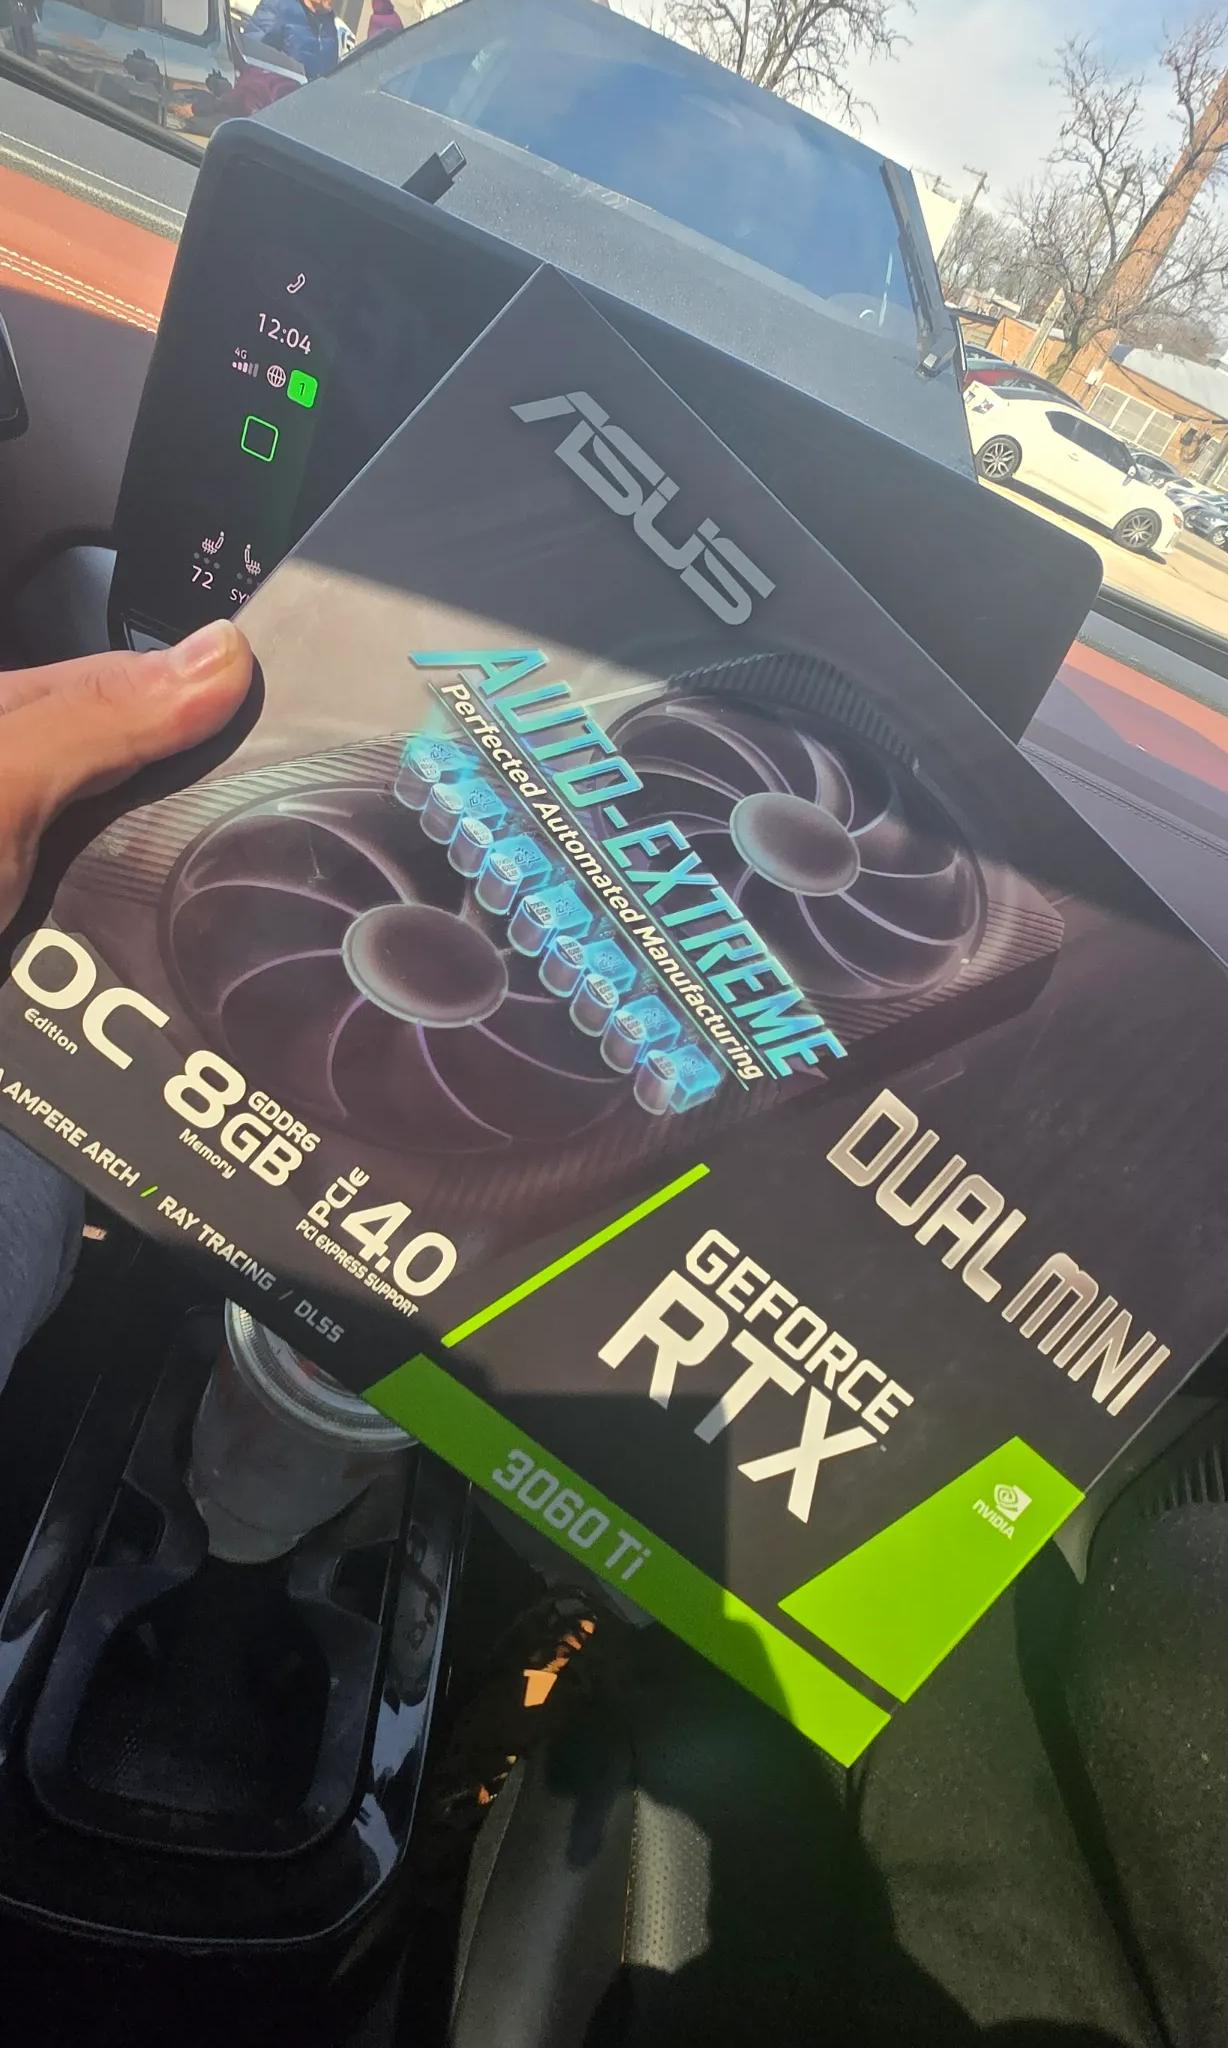 12:04
4G
1
72
ASUS
AUTO-EXTREME
Perfected Automated Manufacturing
OC
Edition
8GB
GDDR6
Memory
PCIe
4.0
PCI EXPRESS SUPPORT
AMPERE ARCH / RAY TRACING / DLSS
DUAL MINI
GEFORCE
RTX
3060 Ti
NVIDIA